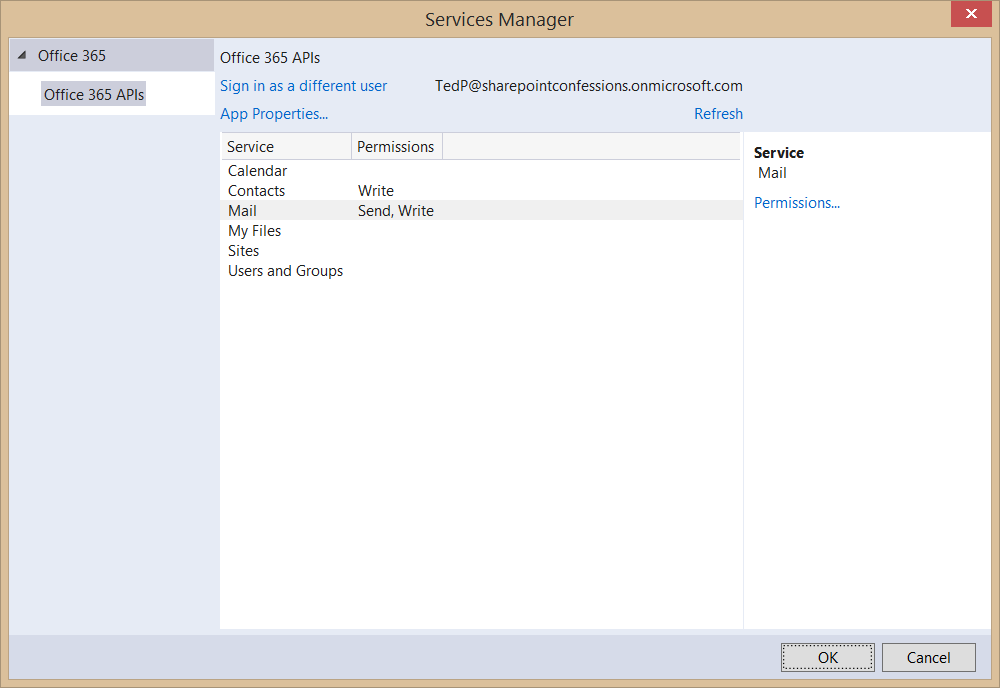 Services Manager
Office 365
Office 365 APIs
Office 365 APIs
Sign in as a different user TedP@sharepointconfessions.onmicrosoft.com
App Properties... Refresh
Service Permissions
Calendar
Contacts Write
Mail Send, Write
My Files
Sites
Users and Groups
Service
Mail
Permissions...
OK Cancel